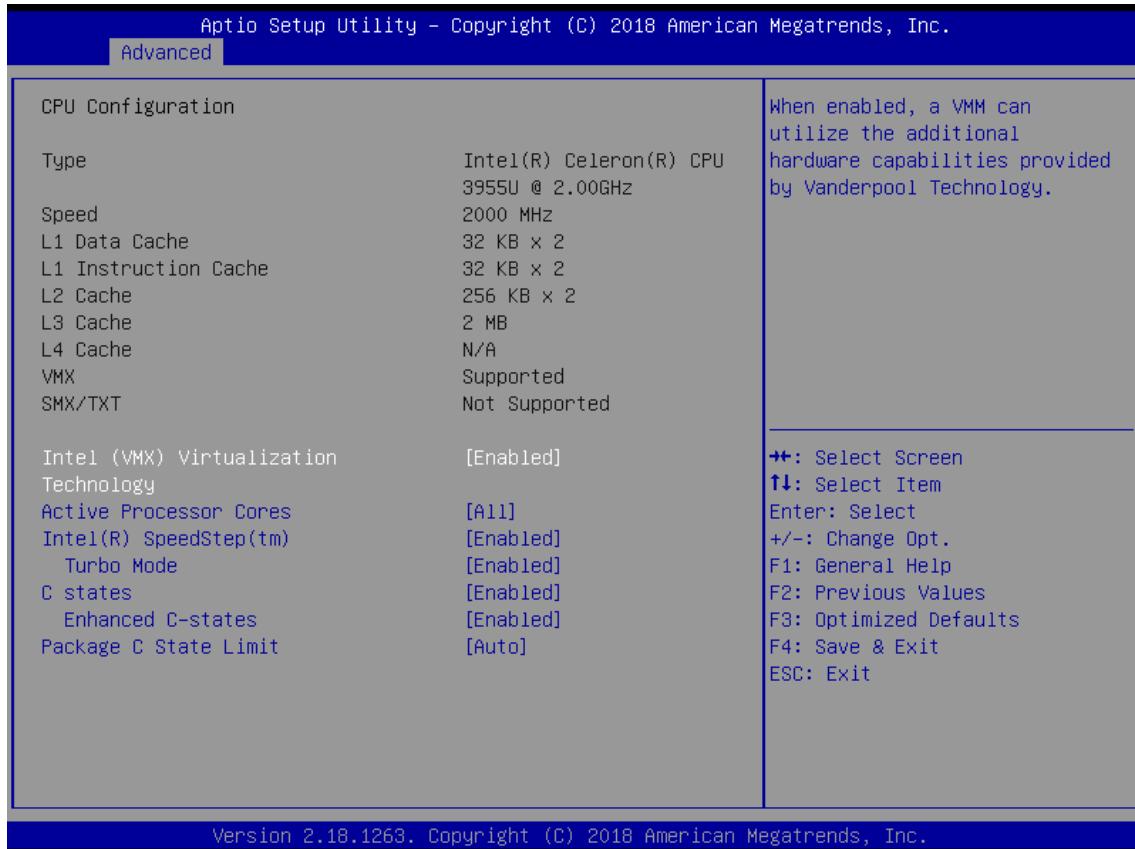 Aptio Setup Utility – Copyright (C) 2018 American Megatrends, Inc.
Advanced
CPU Configuration
Type Intel(R) Celeron(R) CPU
3955U @ 2.00GHz
Speed 2000 MHz
L1 Data Cache 32 KB x 2
L1 Instruction Cache 32 KB x 2
L2 Cache 256 KB x 2
L3 Cache 2 MB
L4 Cache N/A
VMX Supported
SMX/TXT Not Supported
Intel (VMX) Virtualization [Enabled]
Technology
Active Processor Cores [All]
Intel(R) SpeedStep(tm) [Enabled]
Turbo Mode [Enabled]
C states [Enabled]
Enhanced C-states [Enabled]
Package C State Limit [Auto]
When enabled, a VMM can
utilize the additional
hardware capabilities provided
by Vanderpool Technology.
→←: Select Screen
↑↓: Select Item
Enter: Select
+/-: Change Opt.
F1: General Help
F2: Previous Values
F3: Optimized Defaults
F4: Save & Exit
ESC: Exit
Version 2.18.1263. Copyright (C) 2018 American Megatrends, Inc.